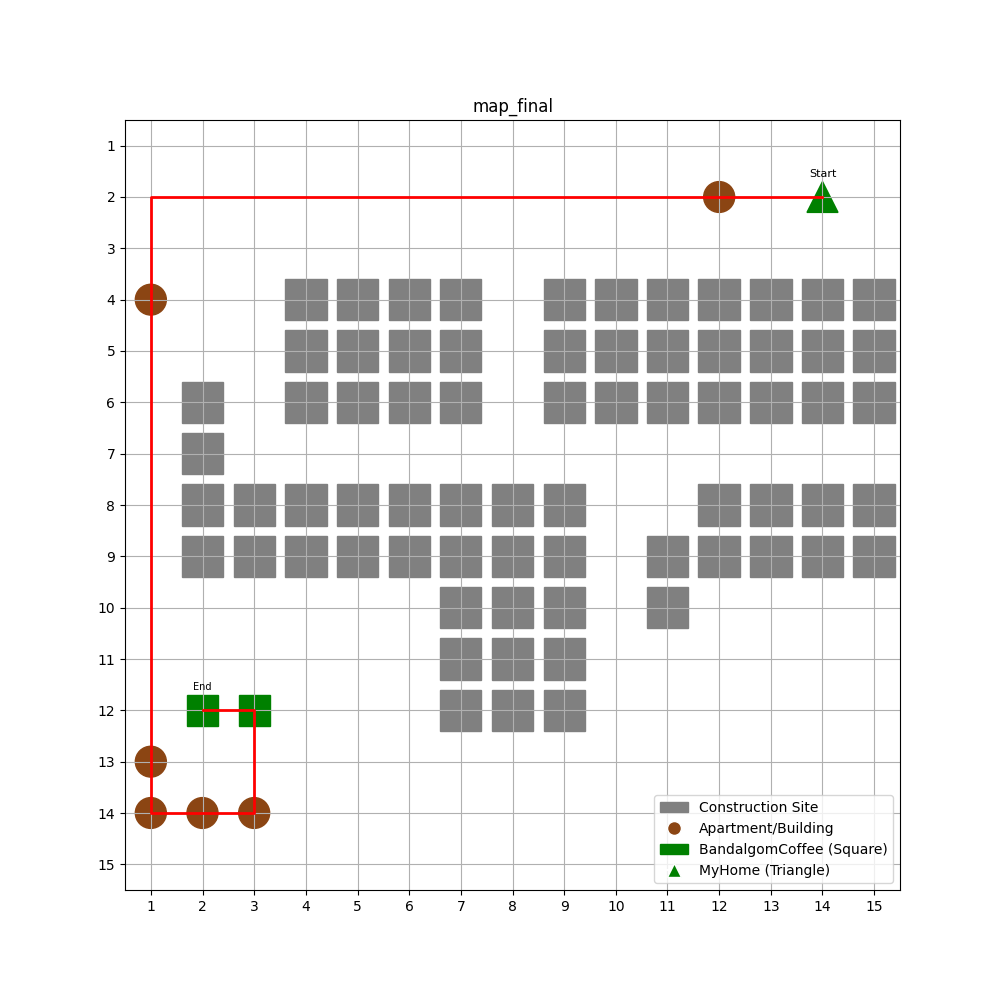 map_final
Start
1
2
3
4
5
6
7
8
9
10
11
End
12
13
14
15
Construction Site
Apartment/Building
BandalgomCoffee (Square)
MyHome (Triangle)
1 2 3 4 5 6 7 8 9 10 11 12 13 14 15